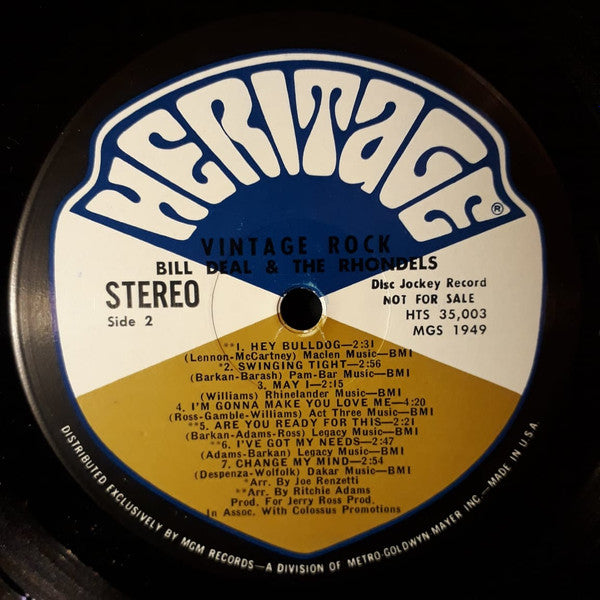 HERITAGE®
VINTAGE ROCK
BILL DEAL & THE RHONDELS
STEREO
Side 2
Disc Jockey Record
NOT FOR SALE
HTS 35,003
MGS 1949
**1. HEY BULLDOG—2:31
(Lennon-McCartney) Maclen Music—BMI
*2. SWINGING TIGHT—2:56
(Barkan-Barash) Pam-Bar Music—BMI
3. MAY I—2:15
(Williams) Rhinelander Music—BMI
4. I'M GONNA MAKE YOU LOVE ME—4:20
(Ross-Gamble-Williams) Act Three Music—BMI
**5. ARE YOU READY FOR THIS—2:21
(Barkan-Adams-Ross) Legacy Music—BMI
**6. I'VE GOT MY NEEDS—2:47
(Adams-Barkan) Legacy Music—BMI
7. CHANGE MY MIND—2:54
(Despenza-Wolfolk) Dakar Music—BMI
*Arr. By Joe Renzetti
**Arr. By Ritchie Adams
Prod. For Jerry Ross Prod.
In Assoc. With Colossus Promotions
DISTRIBUTED EXCLUSIVELY BY MGM RECORDS—A DIVISION OF METRO-GOLDWYN-MAYER INC.—MADE IN U.S.A.